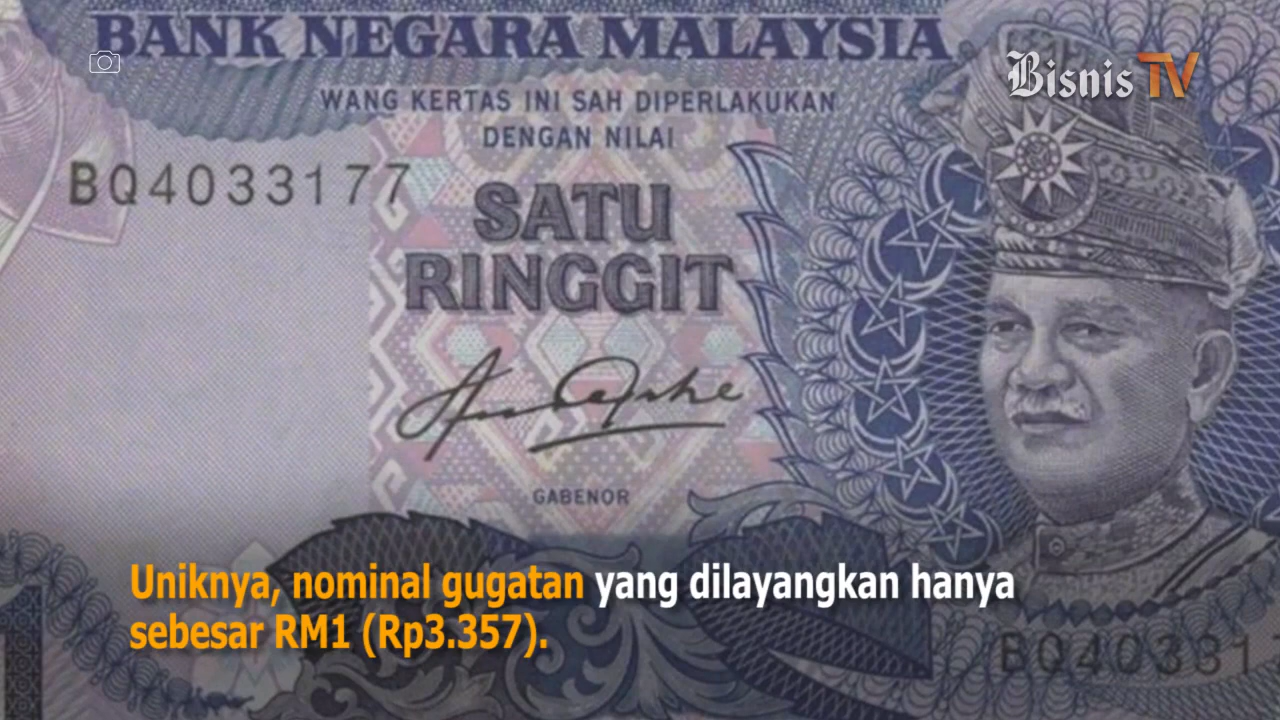 BANK NEGARA MALAYSIA
Bisnis TV
WANG KERTAS INI SAH DIPERLAKUKAN
DENGAN NILAI
BQ4033177
SATU
RINGGIT
GABENOR
Uniknya, nominal gugatan yang dilayangkan hanya
sebesar RM1 (Rp3.357).
BQ403317